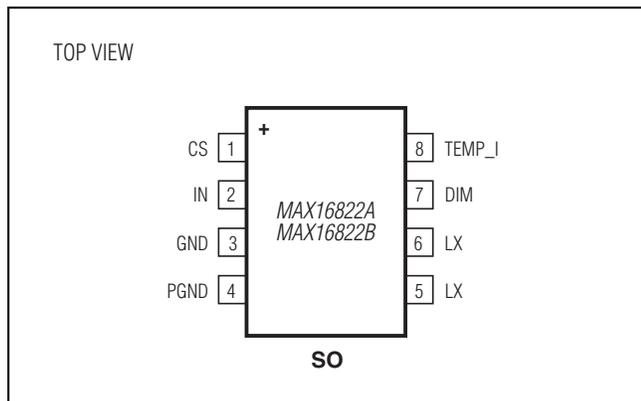 TOP VIEW
+
CS 1 8 TEMP_I
IN 2 7 DIM
MAX16822A
MAX16822B
GND 3 6 LX
PGND 4 5 LX
SO